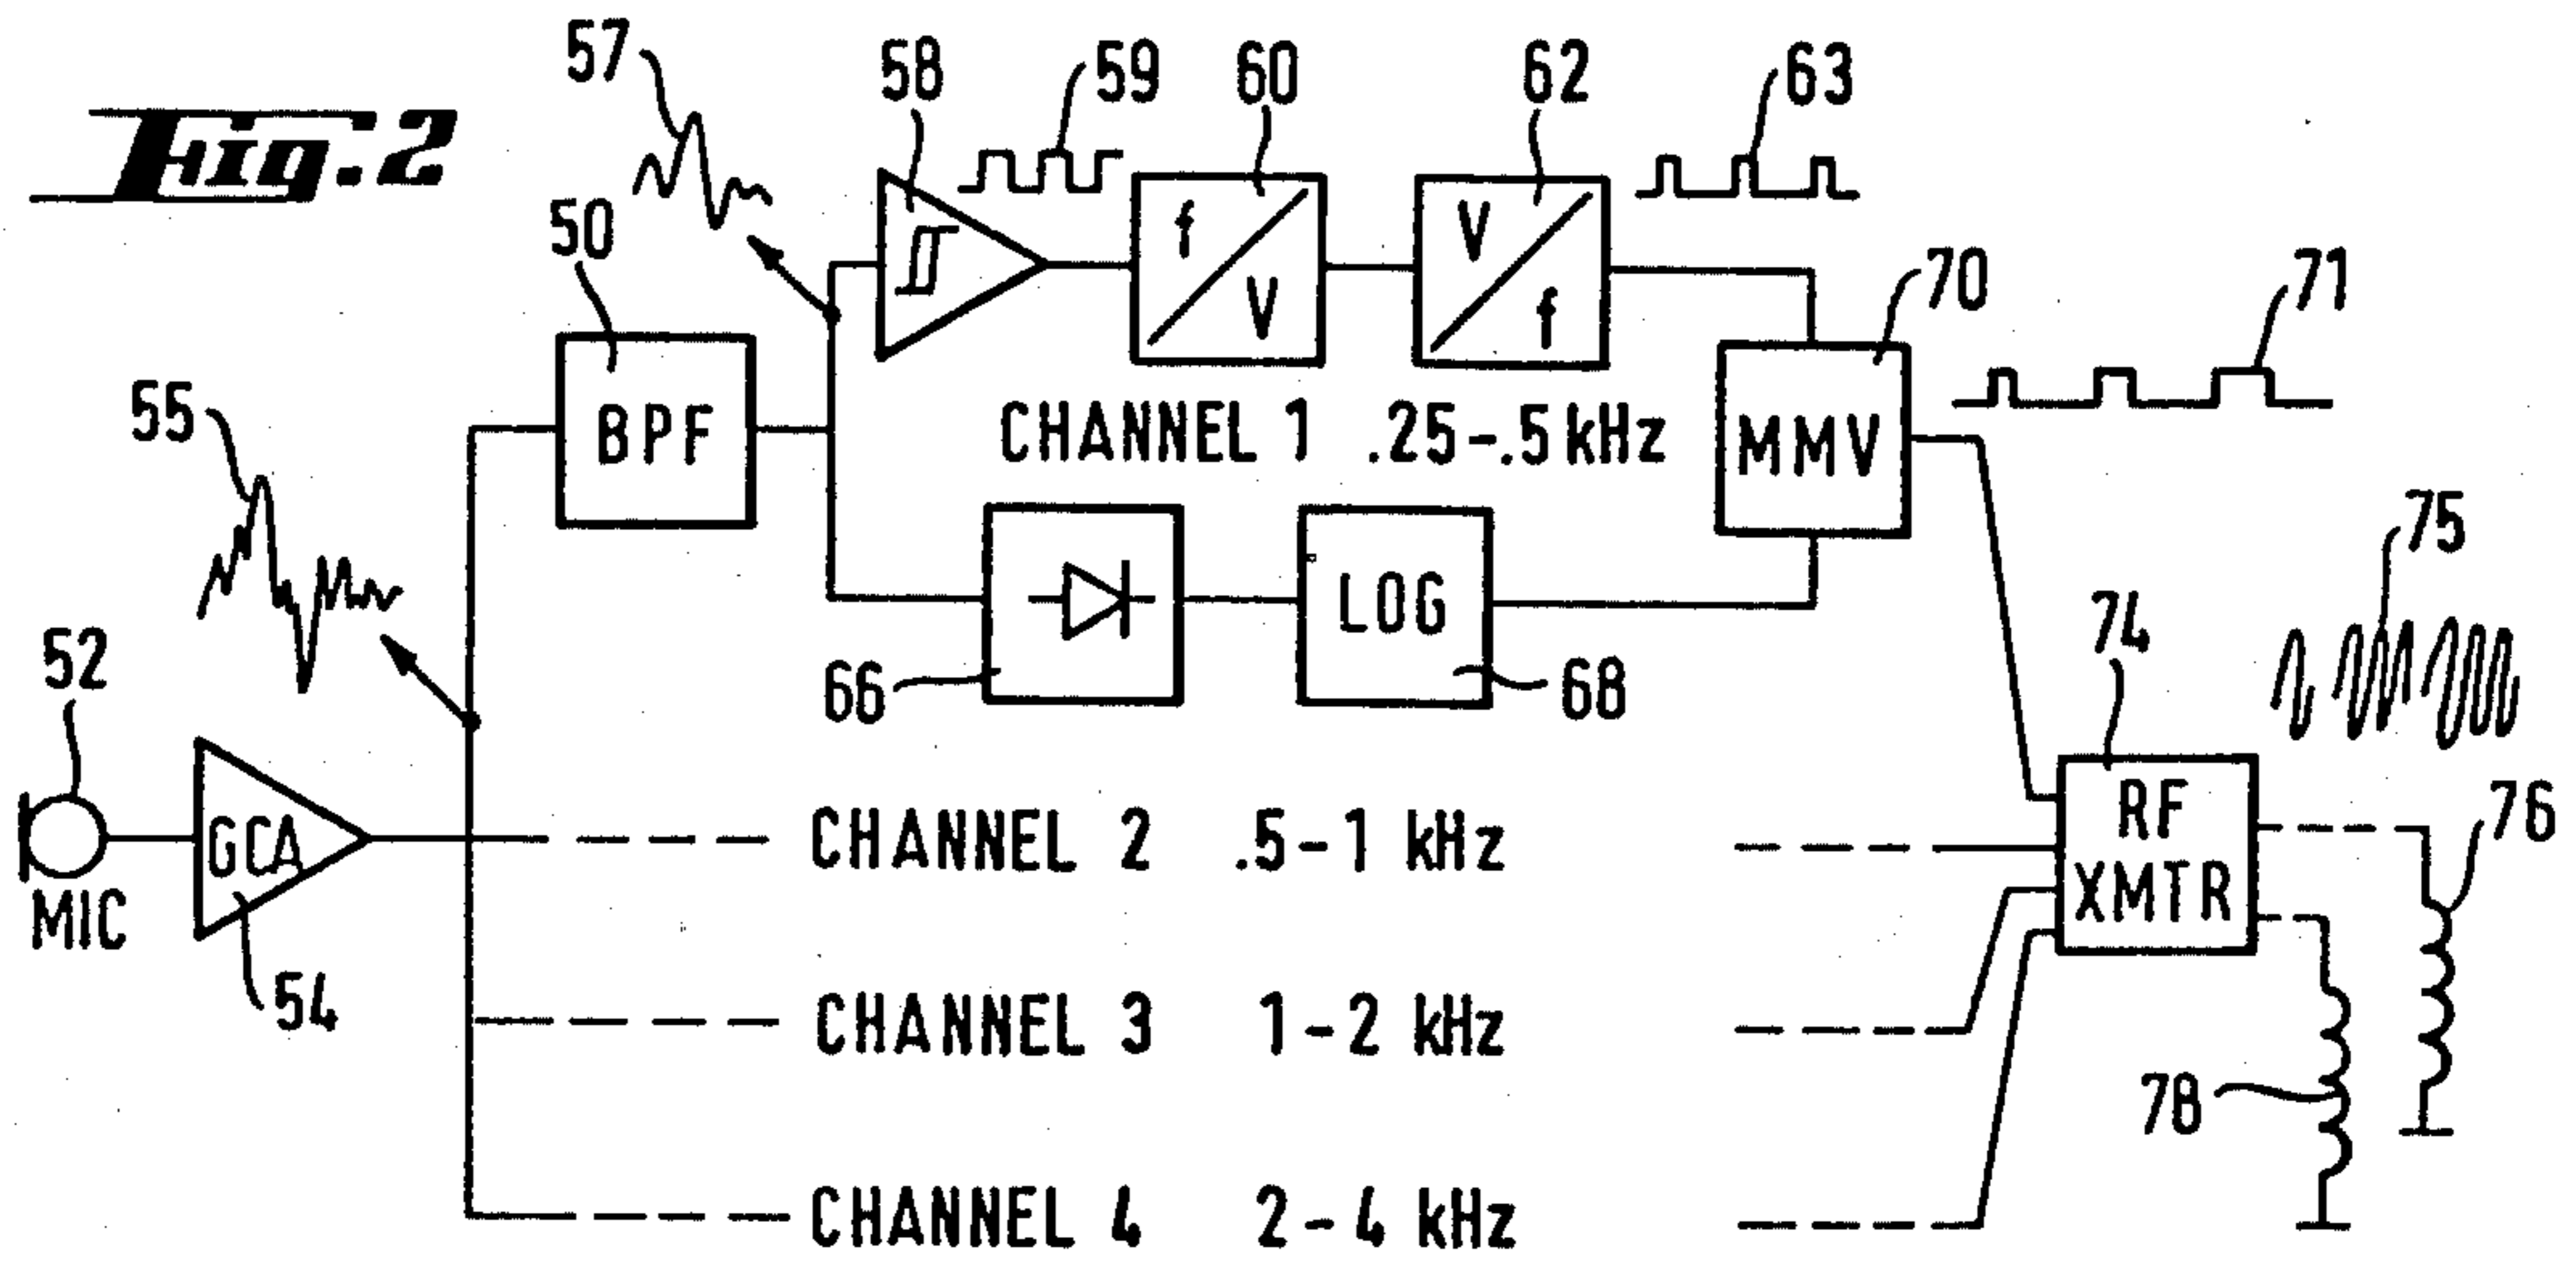 Fig. 2
57
58
59
60
62
63
50
f
V
V
f
70
71
55
BPF
CHANNEL 1 .25-.5 kHz
MMV
75
52
66
LOG
68
74
GCA
MIC
54
CHANNEL 2 .5-1 kHz
RF
XMTR
76
CHANNEL 3 1-2 kHz
78
CHANNEL 4 2-4 kHz